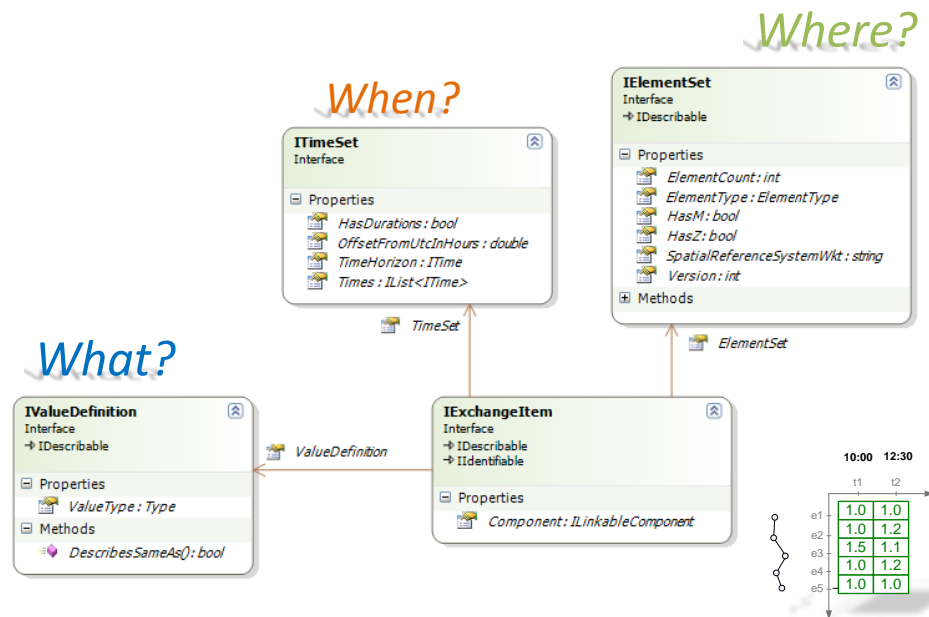 Where?
When?
What?
IElementSet
Interface
IDescribable
Properties
ElementCount : int
ElementType : ElementType
HasM : bool
HasZ : bool
SpatialReferenceSystemWkt : string
Version : int
Methods
ITimeSet
Interface
Properties
HasDurations : bool
OffsetFromUtcInHours : double
TimeHorizon : ITime
Times : IList<ITime>
TimeSet
ElementSet
IValueDefinition
Interface
IDescribable
Properties
ValueType : Type
Methods
DescribesSameAs() : bool
ValueDefinition
IExchangeItem
Interface
IDescribable
IIdentifiable
Properties
Component : ILinkableComponent
10:00 12:30
t1 t2
e1 1.0 1.0
e2 1.0 1.2
e3 1.5 1.1
e4 1.0 1.2
e5 1.0 1.0